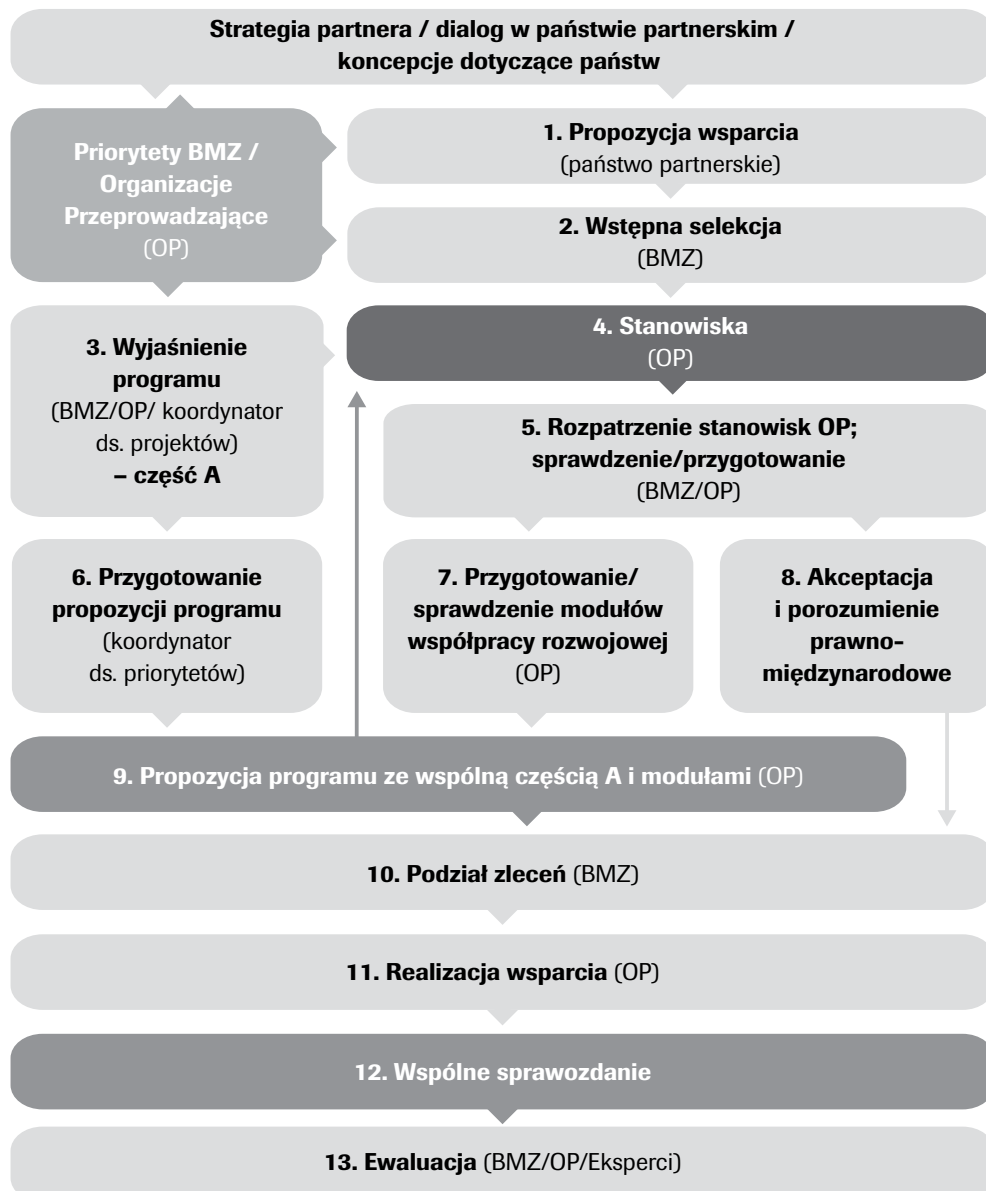 Strategia partnera / dialog w państwie partnerskim /
koncepcje dotyczące państw
Priorytety BMZ /
Organizacje
Przeprowadzające
(OP)
1. Propozycja wsparcia
(państwo partnerskie)
2. Wstępna selekcja
(BMZ)
3. Wyjaśnienie
programu
(BMZ/OP/ koordynator
ds. projektów)
– część A
4. Stanowiska
(OP)
5. Rozpatrzenie stanowisk OP;
sprawdzenie/przygotowanie
(BMZ/OP)
6. Przygotowanie
propozycji programu
(koordynator
ds. priorytetów)
7. Przygotowanie/
sprawdzenie modułów
współpracy rozwojowej
(OP)
8. Akceptacja
i porozumienie
prawno-
międzynarodowe
9. Propozycja programu ze wspólną częścią A i modułami (OP)
10. Podział zleceń (BMZ)
11. Realizacja wsparcia (OP)
12. Wspólne sprawozdanie
13. Ewaluacja (BMZ/OP/Eksperci)